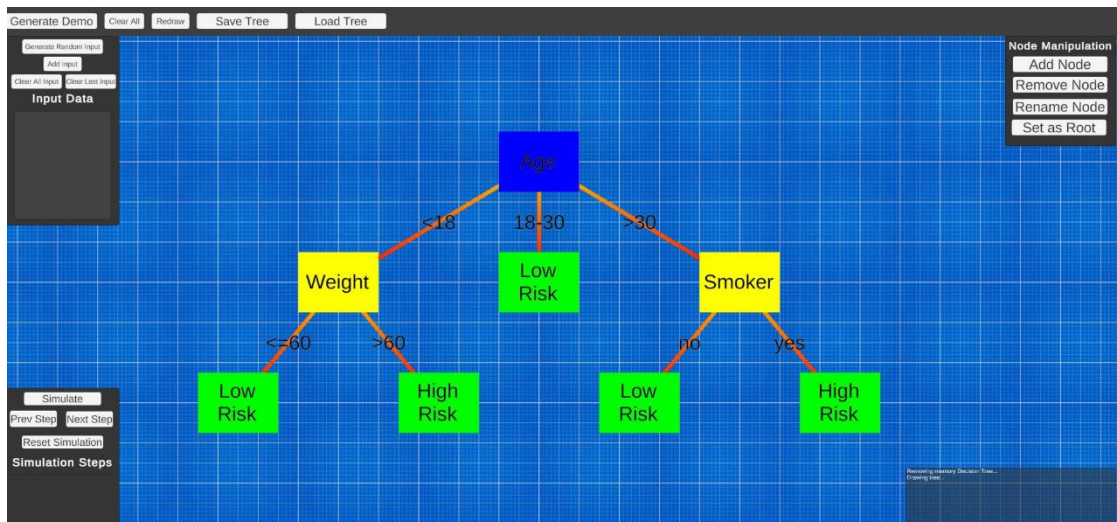 Generate Demo Clear All Redraw Save Tree Load Tree
Generate Random Input
Add Input
Clear All Input Clear Last Input
Input Data
Node Manipulation
Add Node
Remove Node
Rename Node
Set as Root
Age
<18 18-30 >30
Weight
Low
Risk
Smoker
<=60 >60 no yes
Low
Risk
High
Risk
Low
Risk
High
Risk
Simulate
Prev Step Next Step
Reset Simulation
Simulation Steps
Removing memory Decision Tree...
Drawing tree...